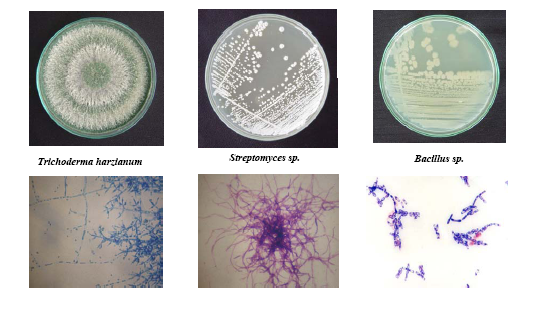 Trichoderma harzianum
Streptomyces sp.
Bacillus sp.